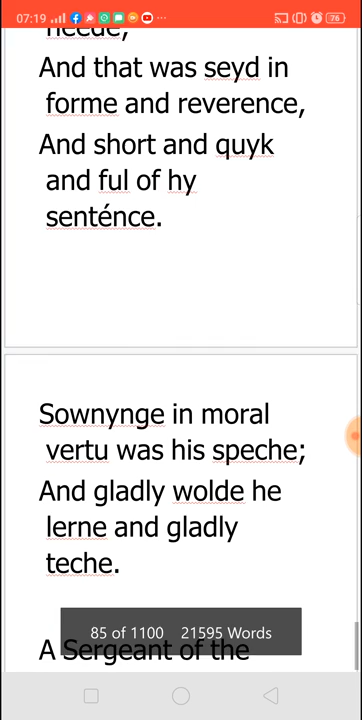 07:19 76
neede,
And that was seyd in
forme and reverence,
And short and quyk
and ful of hy
senténce.
Sownynge in moral
vertu was his speche;
And gladly wolde he
lerne and gladly
teche.
85 of 1100 21595 Words
A Sergeant of the